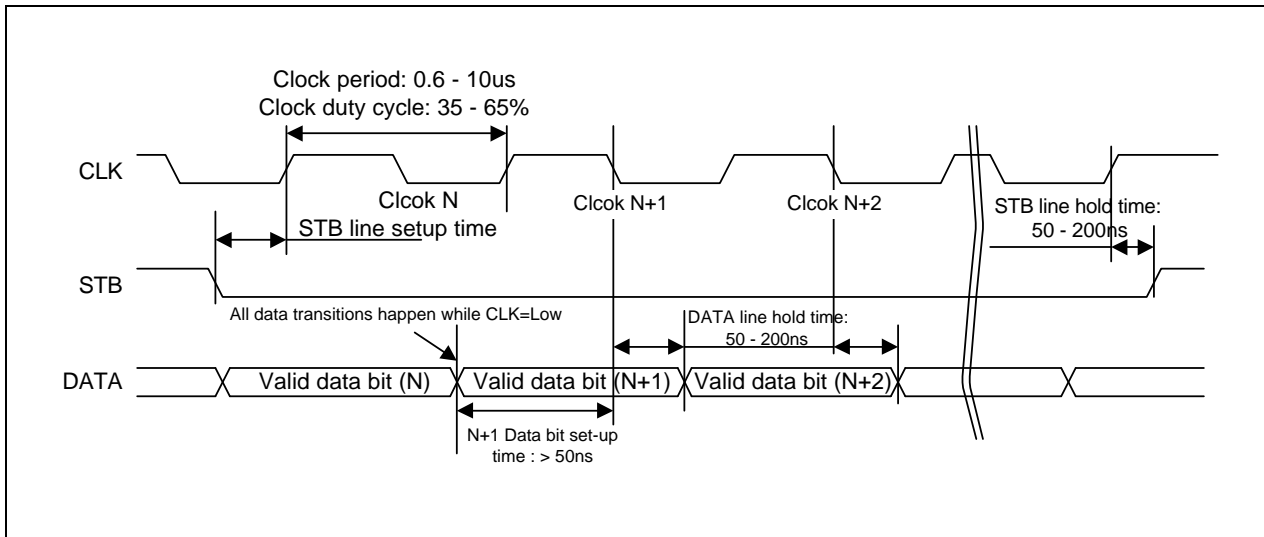 Clock period: 0.6 - 10us
Clock duty cycle: 35 - 65%
CLK
Clcok N
Clcok N+1
Clcok N+2
STB line setup time
STB line hold time:
50 - 200ns
STB
All data transitions happen while CLK=Low
DATA line hold time:
50 - 200ns
DATA
Valid data bit (N)
Valid data bit (N+1)
Valid data bit (N+2)
N+1 Data bit set-up
time : > 50ns